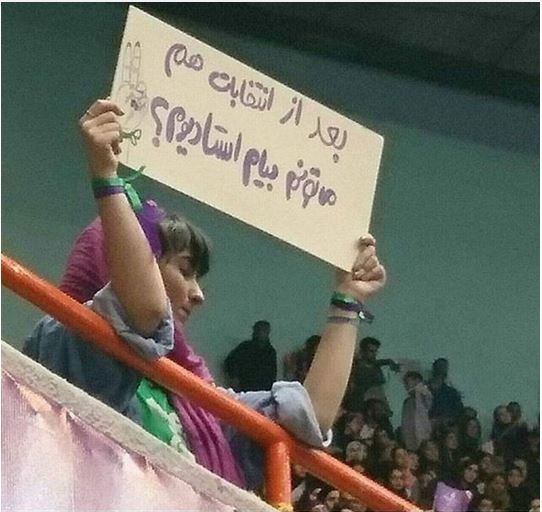 بعد از انتخابات هم
میتونم بیام استادیوم؟